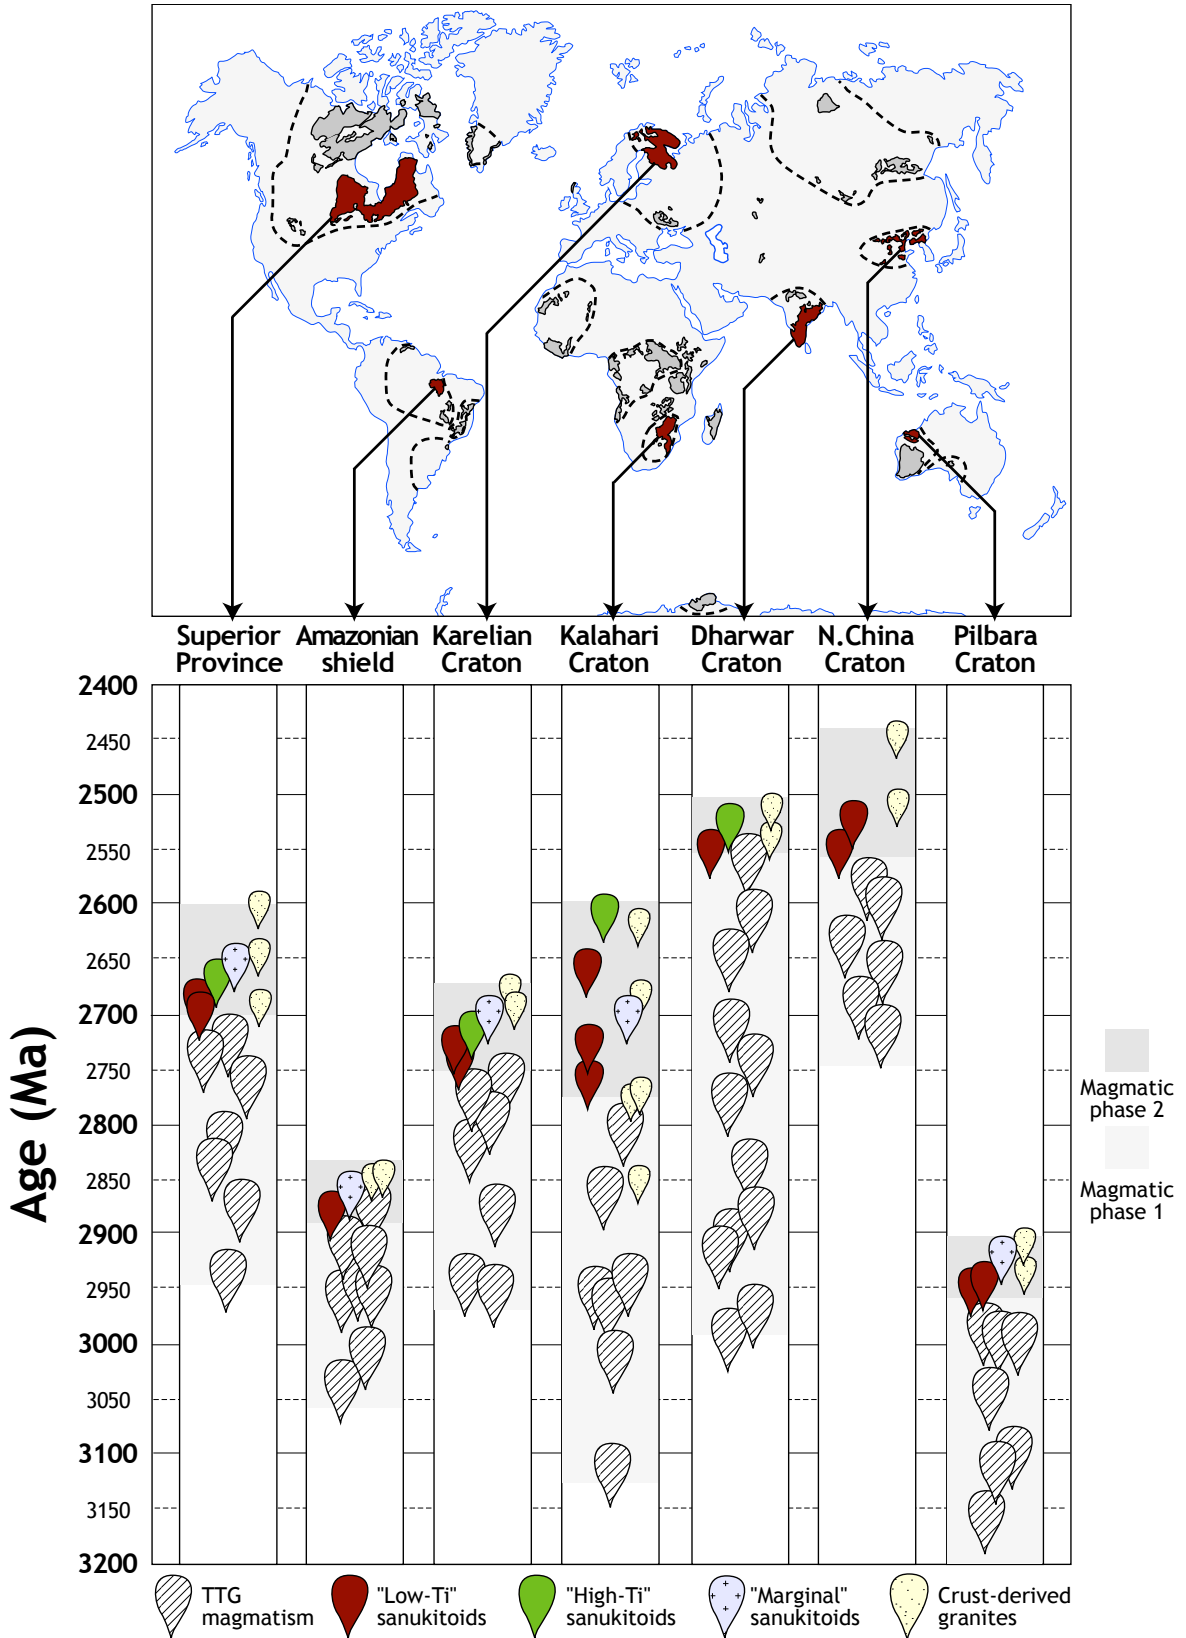 Superior
Province
Amazonian
shield
Karelian
Craton
Kalahari
Craton
Dharwar
Craton
N.China
Craton
Pilbara
Craton
Age (Ma)
2400
2450
2500
2550
2600
2650
2700
2750
2800
2850
2900
2950
3000
3050
3100
3150
3200
Magmatic
phase 2
Magmatic
phase 1
TTG
magmatism
"Low-Ti"
sanukitoids
"High-Ti"
sanukitoids
"Marginal"
sanukitoids
Crust-derived
granites